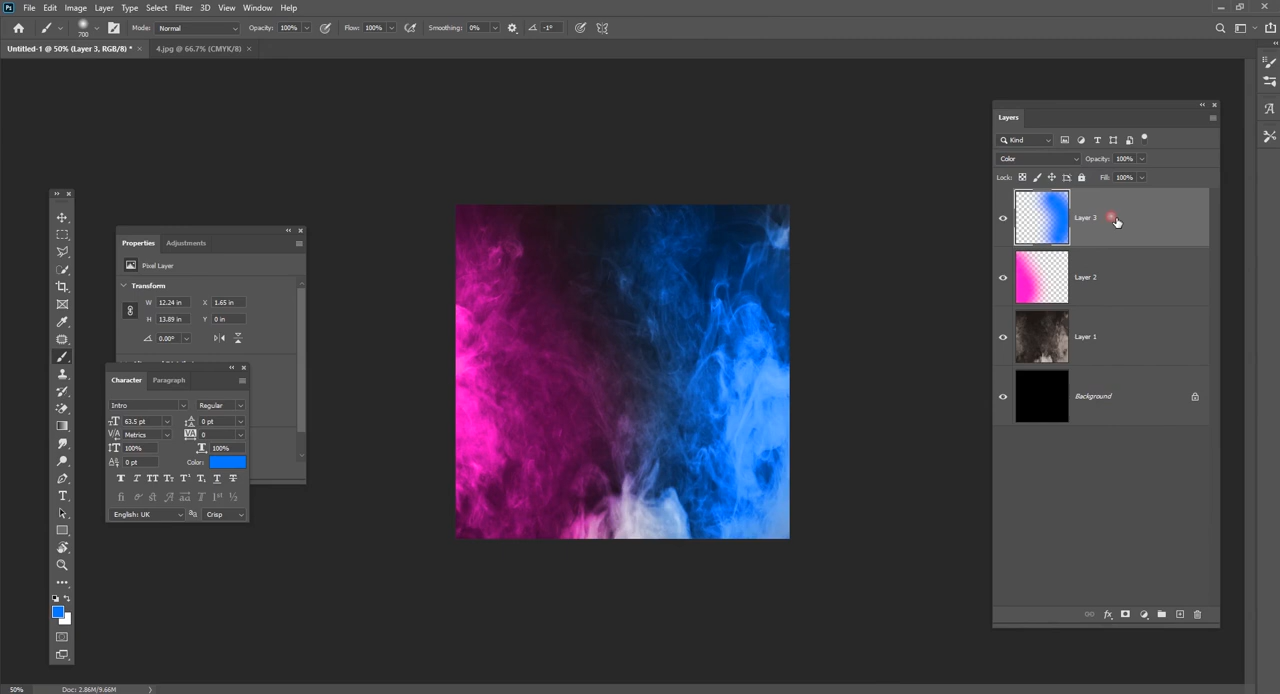 Ps File Edit Image Layer Type Select Filter 3D View Window Help
700 Mode: Normal Opacity: 100% Flow: 100% Smoothing: 0% -1°
Untitled-1 @ 50% (Layer 3, RGB/8) * × 4.jpg @ 66.7% (CMYK/8) ×
Layers
Kind
Color Opacity: 100%
Lock: Fill: 100%
Layer 3
Layer 2
Layer 1
Background
Properties Adjustments
Pixel Layer
Transform
W 12.24 in X 1.65 in
H 13.89 in Y 0 in
0.00°
Character Paragraph
Intro Regular
63.5 pt 0 pt
Metrics 0
100% 100%
0 pt Color:
English: UK aa Crisp
50% Doc: 2.86M/9.66M